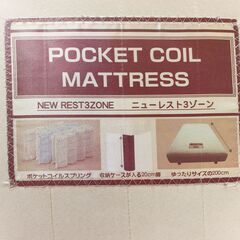 POCKET COIL
MATTRESS
NEW REST3ZONE ニューレスト3ゾーン
ポケットコイルスプリング 収納ケースが入る20cm脚 ゆったりサイズの200cm